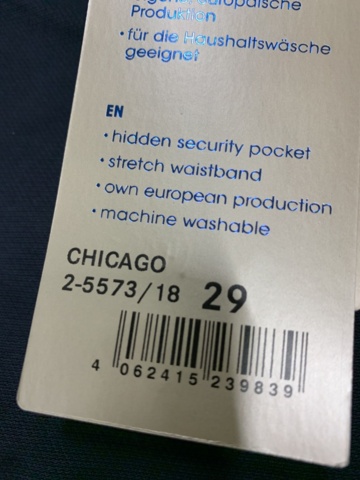 europäische
Produktion
• für die Haushaltswäsche
geeignet
EN
• hidden security pocket
• stretch waistband
• own european production
• machine washable
CHICAGO
2-5573/18 29
4 062415 239839